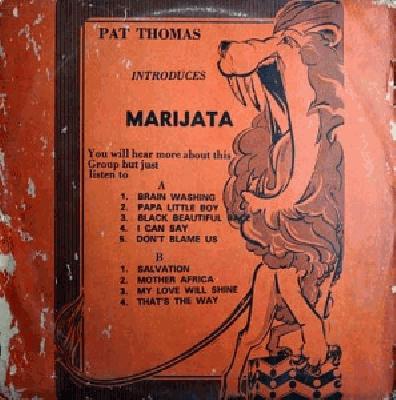 PAT THOMAS
INTRODUCES
MARIJATA
You will hear more about this
Group but just
listen to
A
1. BRAIN WASHING
2. PAPA LITTLE BOY
3. BLACK BEAUTIFUL
4. I CAN SAY
5. DON'T BLAME US
B
1. SALVATION
2. MOTHER AFRICA
3. MY LOVE WILL SHINE
4. THAT'S THE WAY